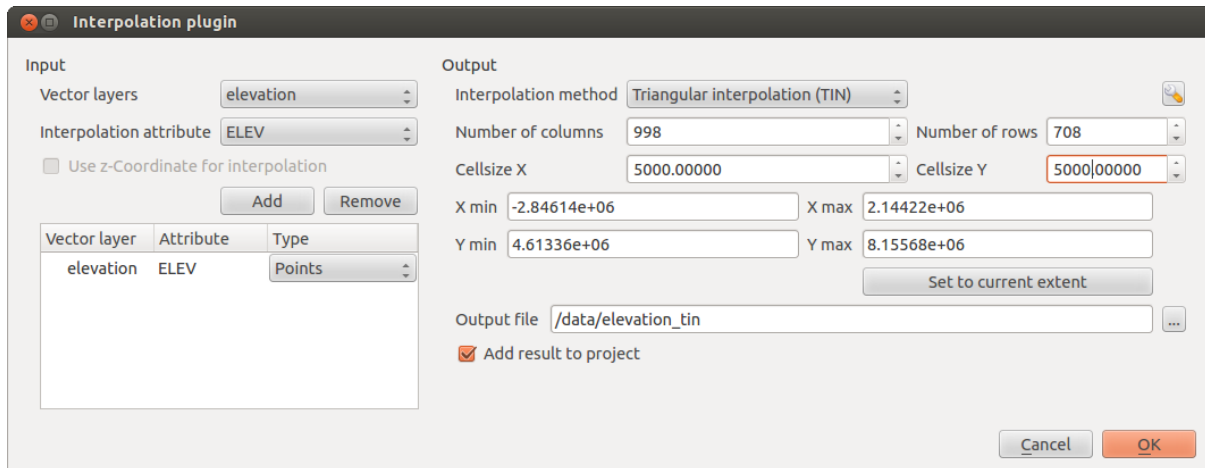 Interpolation plugin
Input
Vector layers elevation
Interpolation attribute ELEV
Use z-Coordinate for interpolation
Add Remove
Vector layer Attribute Type
elevation ELEV Points
Output
Interpolation method Triangular interpolation (TIN)
Number of columns 998 Number of rows 708
Cellsize X 5000.00000 Cellsize Y 5000.00000
X min -2.84614e+06 X max 2.14422e+06
Y min 4.61336e+06 Y max 8.15568e+06
Set to current extent
Output file /data/elevation_tin ...
Add result to project
Cancel OK